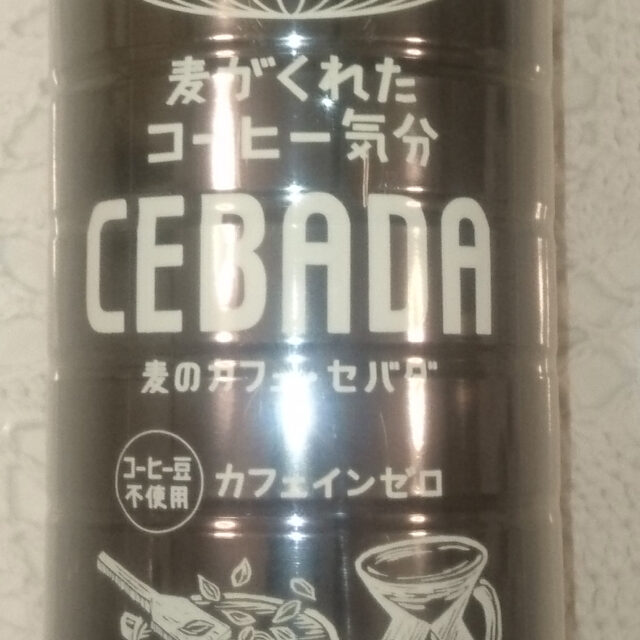 麦がくれた
コーヒー気分
CEBADA
麦のカフェ セバダ
コーヒー豆
不使用
カフェインゼロ